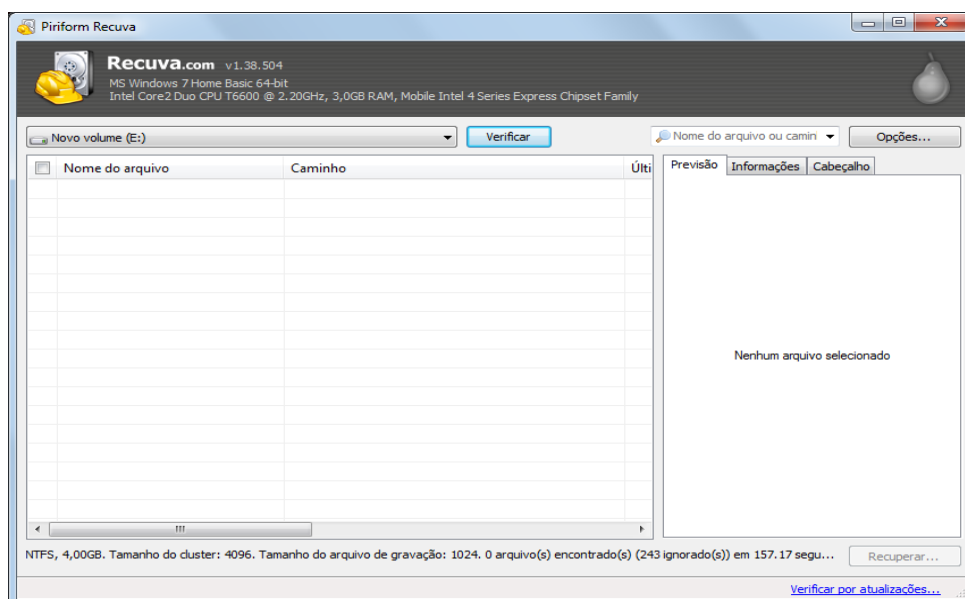 Piriform Recuva
Recuva.com v1.38.504
MS Windows 7 Home Basic 64-bit
Intel Core2 Duo CPU T6600 @ 2.20GHz, 3,0GB RAM, Mobile Intel 4 Series Express Chipset Family
Novo volume (E:) Verificar Nome do arquivo ou camin Opções...
Nome do arquivo Caminho Últi Previsão Informações Cabeçalho
Nenhum arquivo selecionado
NTFS, 4,00GB. Tamanho do cluster: 4096. Tamanho do arquivo de gravação: 1024. 0 arquivo(s) encontrado(s) (243 ignorado(s)) em 157.17 segu... Recuperar...
Verificar por atualizações...